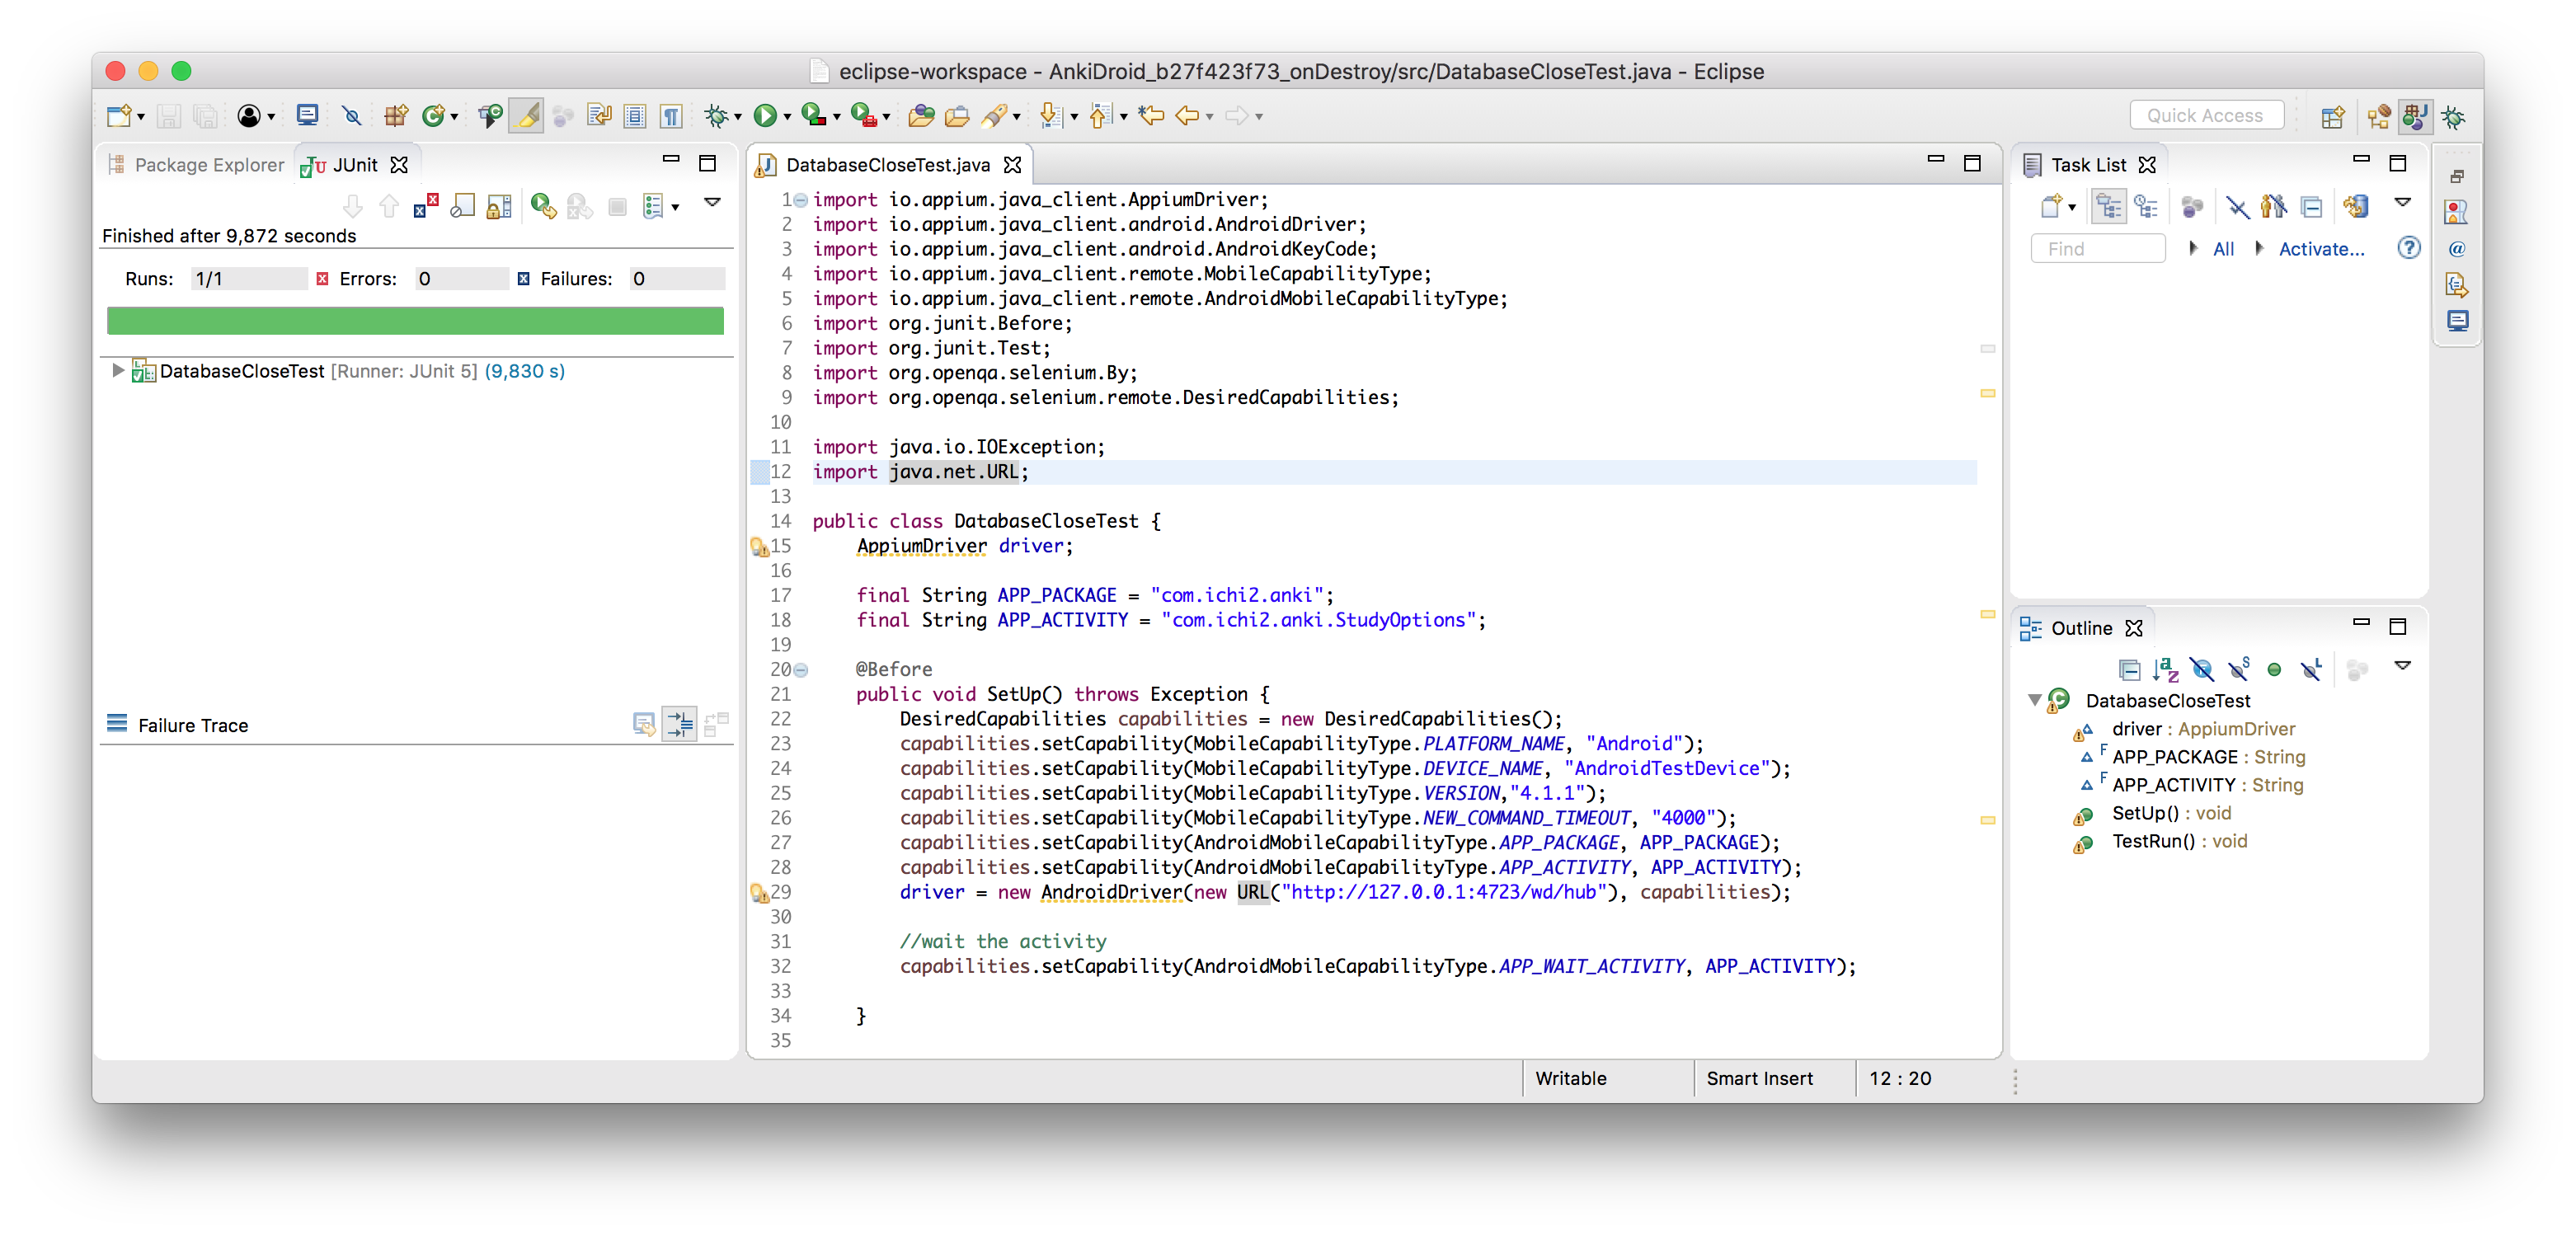 eclipse-workspace - AnkiDroid_b27f423f73_onDestroy/src/DatabaseCloseTest.java - Eclipse
Quick Access
Package Explorer
JUnit
Finished after 9,872 seconds
Runs: 1/1 Errors: 0 Failures: 0
DatabaseCloseTest [Runner: JUnit 5] (9,830 s)
Failure Trace
DatabaseCloseTest.java
1 import io.appium.java_client.AppiumDriver;
2 import io.appium.java_client.android.AndroidDriver;
3 import io.appium.java_client.android.AndroidKeyCode;
4 import io.appium.java_client.remote.MobileCapabilityType;
5 import io.appium.java_client.remote.AndroidMobileCapabilityType;
6 import org.junit.Before;
7 import org.junit.Test;
8 import org.openqa.selenium.By;
9 import org.openqa.selenium.remote.DesiredCapabilities;
10
11 import java.io.IOException;
12 import java.net.URL;
13
14 public class DatabaseCloseTest {
15     AppiumDriver driver;
16
17     final String APP_PACKAGE = "com.ichi2.anki";
18     final String APP_ACTIVITY = "com.ichi2.anki.StudyOptions";
19
20     @Before
21     public void SetUp() throws Exception {
22         DesiredCapabilities capabilities = new DesiredCapabilities();
23         capabilities.setCapability(MobileCapabilityType.PLATFORM_NAME, "Android");
24         capabilities.setCapability(MobileCapabilityType.DEVICE_NAME, "AndroidTestDevice");
25         capabilities.setCapability(MobileCapabilityType.VERSION,"4.1.1");
26         capabilities.setCapability(MobileCapabilityType.NEW_COMMAND_TIMEOUT, "4000");
27         capabilities.setCapability(AndroidMobileCapabilityType.APP_PACKAGE, APP_PACKAGE);
28         capabilities.setCapability(AndroidMobileCapabilityType.APP_ACTIVITY, APP_ACTIVITY);
29         driver = new AndroidDriver(new URL("http://127.0.0.1:4723/wd/hub"), capabilities);
30
31         //wait the activity
32         capabilities.setCapability(AndroidMobileCapabilityType.APP_WAIT_ACTIVITY, APP_ACTIVITY);
33
34     }
35
Task List
Find
All
Activate...
Outline
DatabaseCloseTest
driver : AppiumDriver
APP_PACKAGE : String
APP_ACTIVITY : String
SetUp() : void
TestRun() : void
Writable
Smart Insert
12 : 20